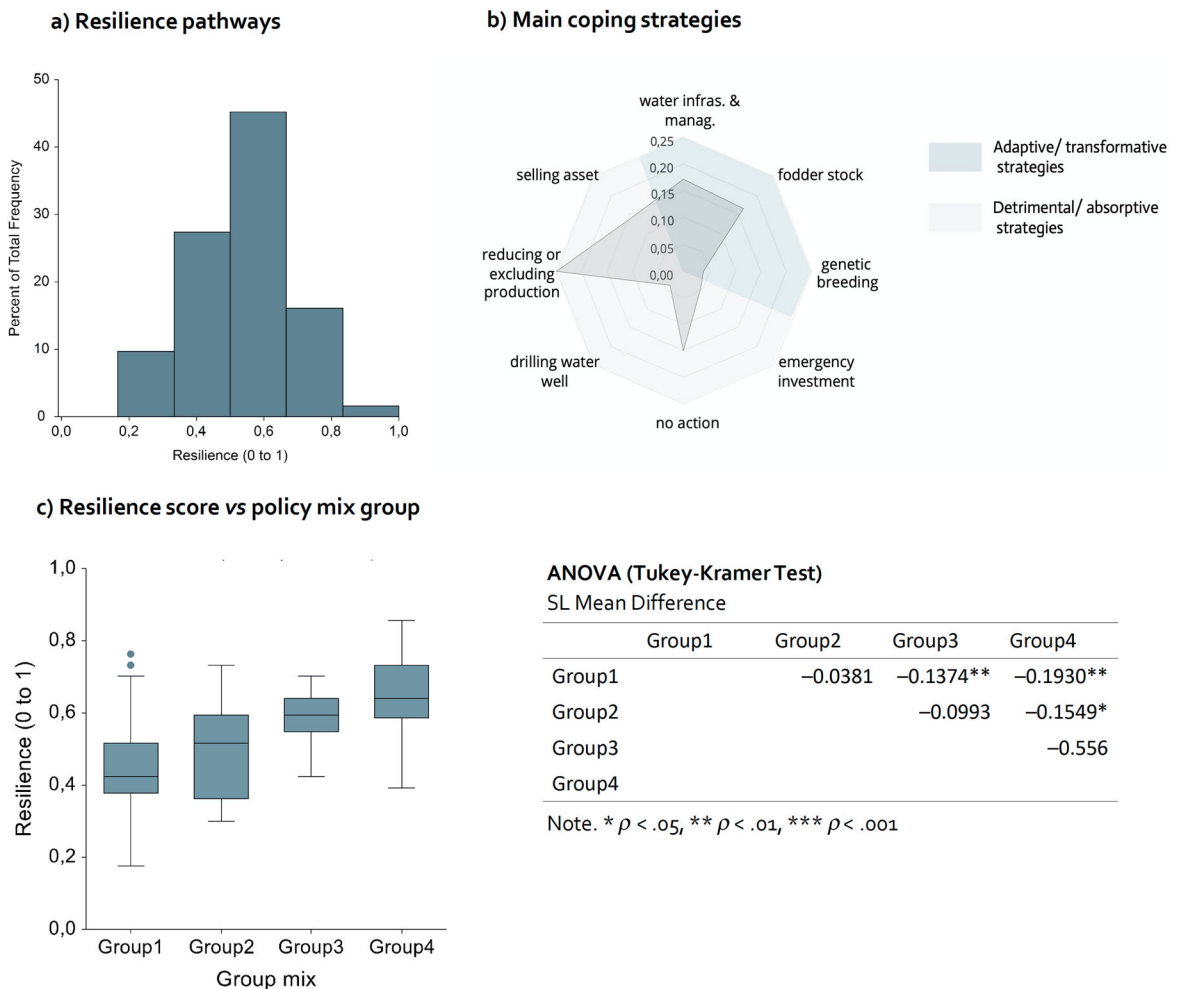 a) Resilience pathways
b) Main coping strategies
50
40
30
20
10
0
Percent of Total Frequency
0,0 0,2 0,4 0,6 0,8 1,0
Resilience (0 to 1)
water infras. &
manag.
0,25
0,20
0,15
0,10
0,05
0,00
selling asset
fodder stock
reducing or
excluding
production
genetic
breeding
drilling water
well
emergency
investment
no action
Adaptive/ transformative
strategies
Detrimental/ absorptive
strategies
c) Resilience score vs policy mix group
1,0
0,8
0,6
0,4
0,2
0,0
Resilience (0 to 1)
Group1 Group2 Group3 Group4
Group mix
ANOVA (Tukey-Kramer Test)
SL Mean Difference
Group1 Group2 Group3 Group4
Group1 –0.0381 –0.1374** –0.1930**
Group2 –0.0993 –0.1549*
Group3 –0.556
Group4
Note. * ρ < .05, ** ρ < .01, *** ρ < .001